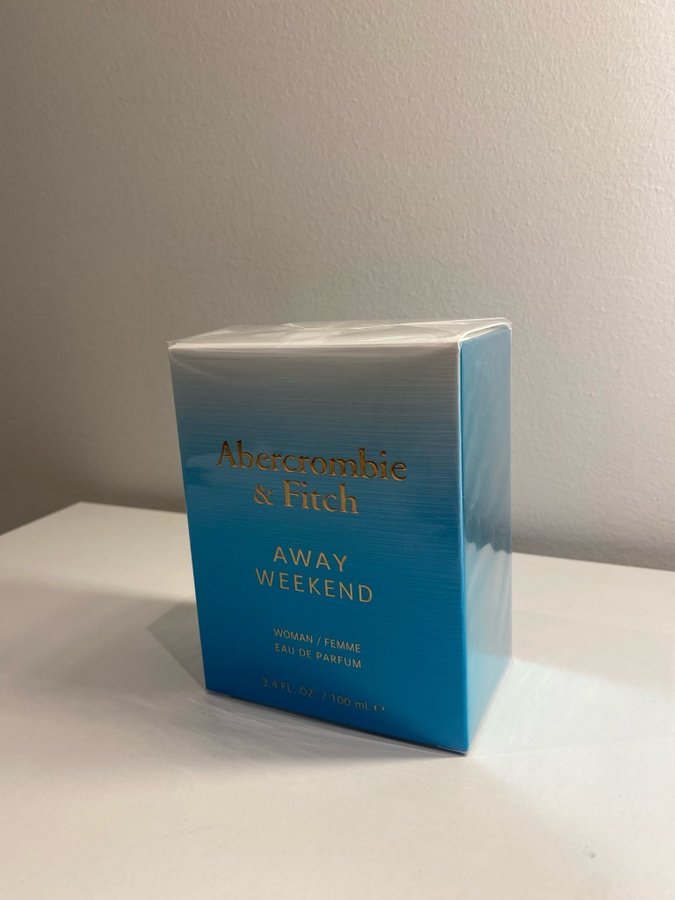 Abercrombie
& Fitch
AWAY
WEEKEND
WOMAN / FEMME
EAU DE PARFUM
3.4 FL. OZ. / 100 mL ℮